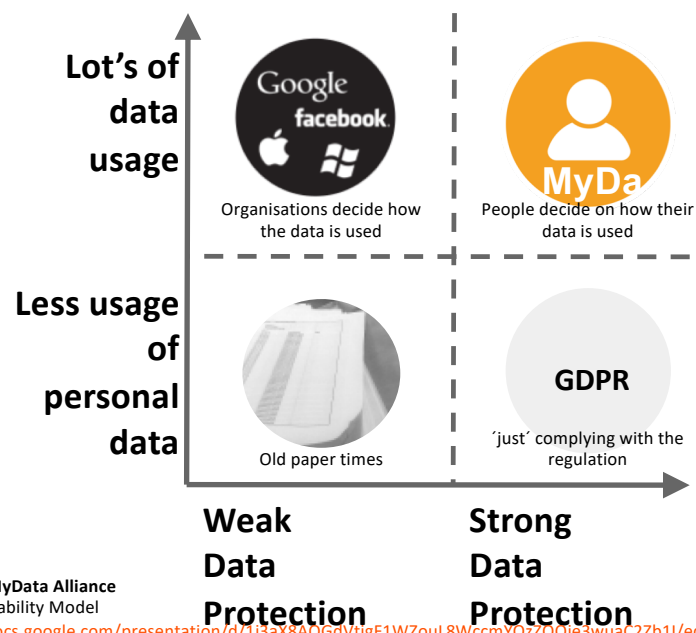 Lot's of
data
usage
Google
facebook
MyDa
Organisations decide how
the data is used
People decide on how their
data is used
Less usage
of
personal
data
GDPR
Old paper times
´just´ complying with the
regulation
Weak
Data
Protection
Strong
Data
Protection
MyData Alliance
ability Model